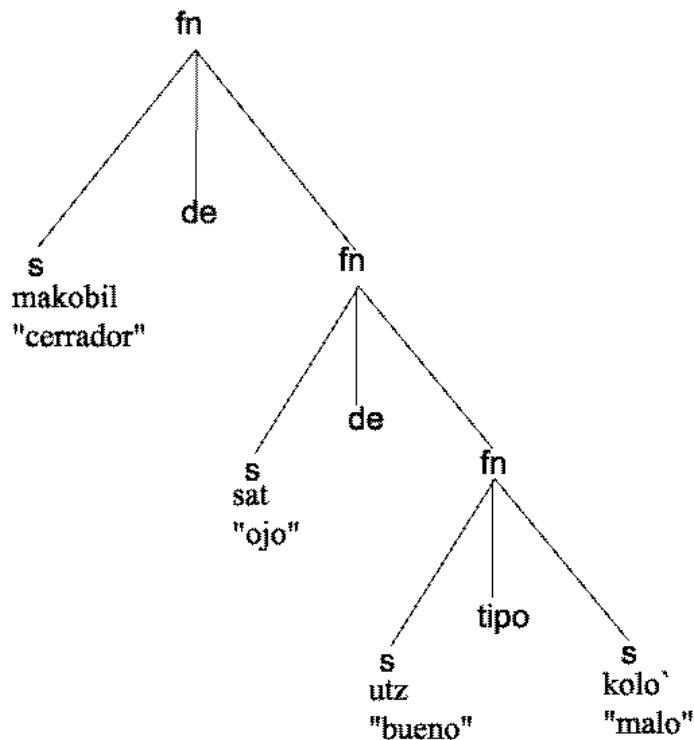 fn
de
s
makobil
"cerrador"
fn
de
s
sat
"ojo"
fn
tipo
s
utz
"bueno"
s
kolo`
"malo"